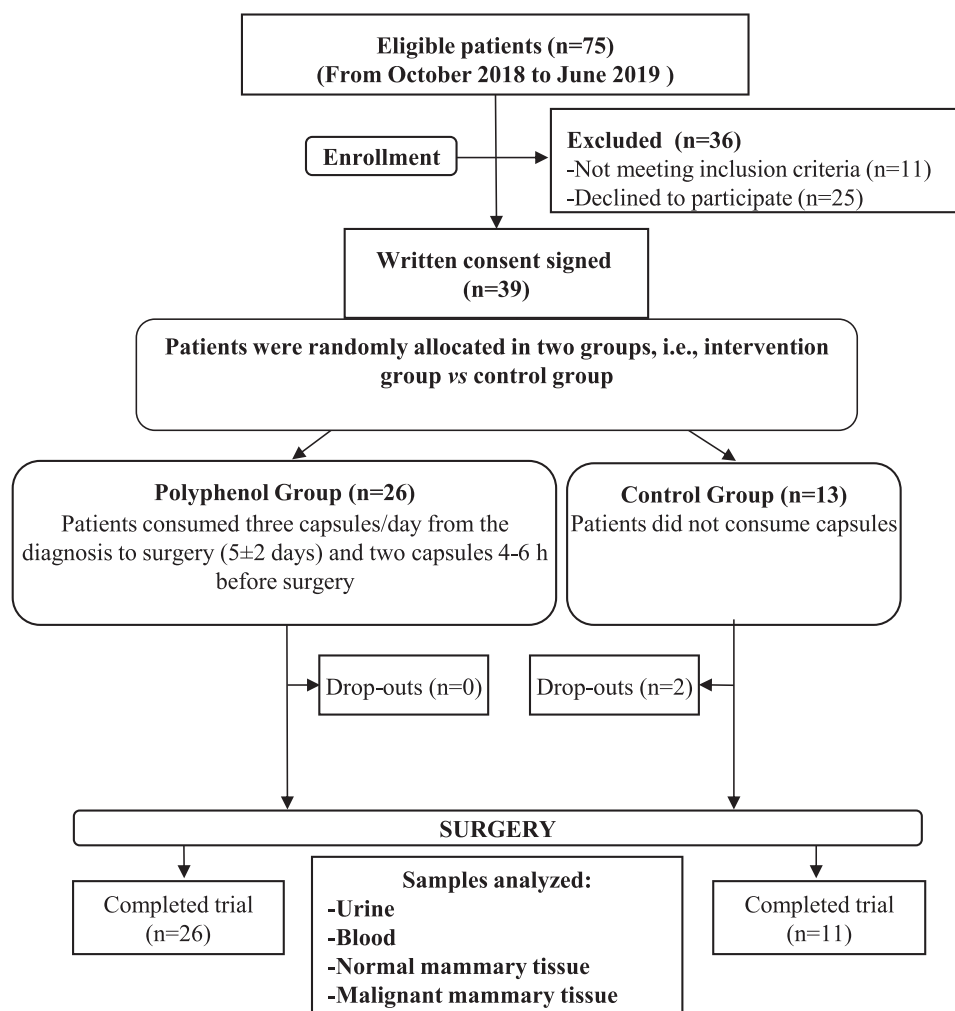 Eligible patients (n=75)
(From October 2018 to June 2019 )
Enrollment
Excluded (n=36)
-Not meeting inclusion criteria (n=11)
-Declined to participate (n=25)
Written consent signed
(n=39)
Patients were randomly allocated in two groups, i.e., intervention
group vs control group
Polyphenol Group (n=26)
Patients consumed three capsules/day from the
diagnosis to surgery (5±2 days) and two capsules 4-6 h
before surgery
Control Group (n=13)
Patients did not consume capsules
Drop-outs (n=0)
Drop-outs (n=2)
SURGERY
Completed trial
(n=26)
Samples analyzed:
-Urine
-Blood
-Normal mammary tissue
-Malignant mammary tissue
Completed trial
(n=11)